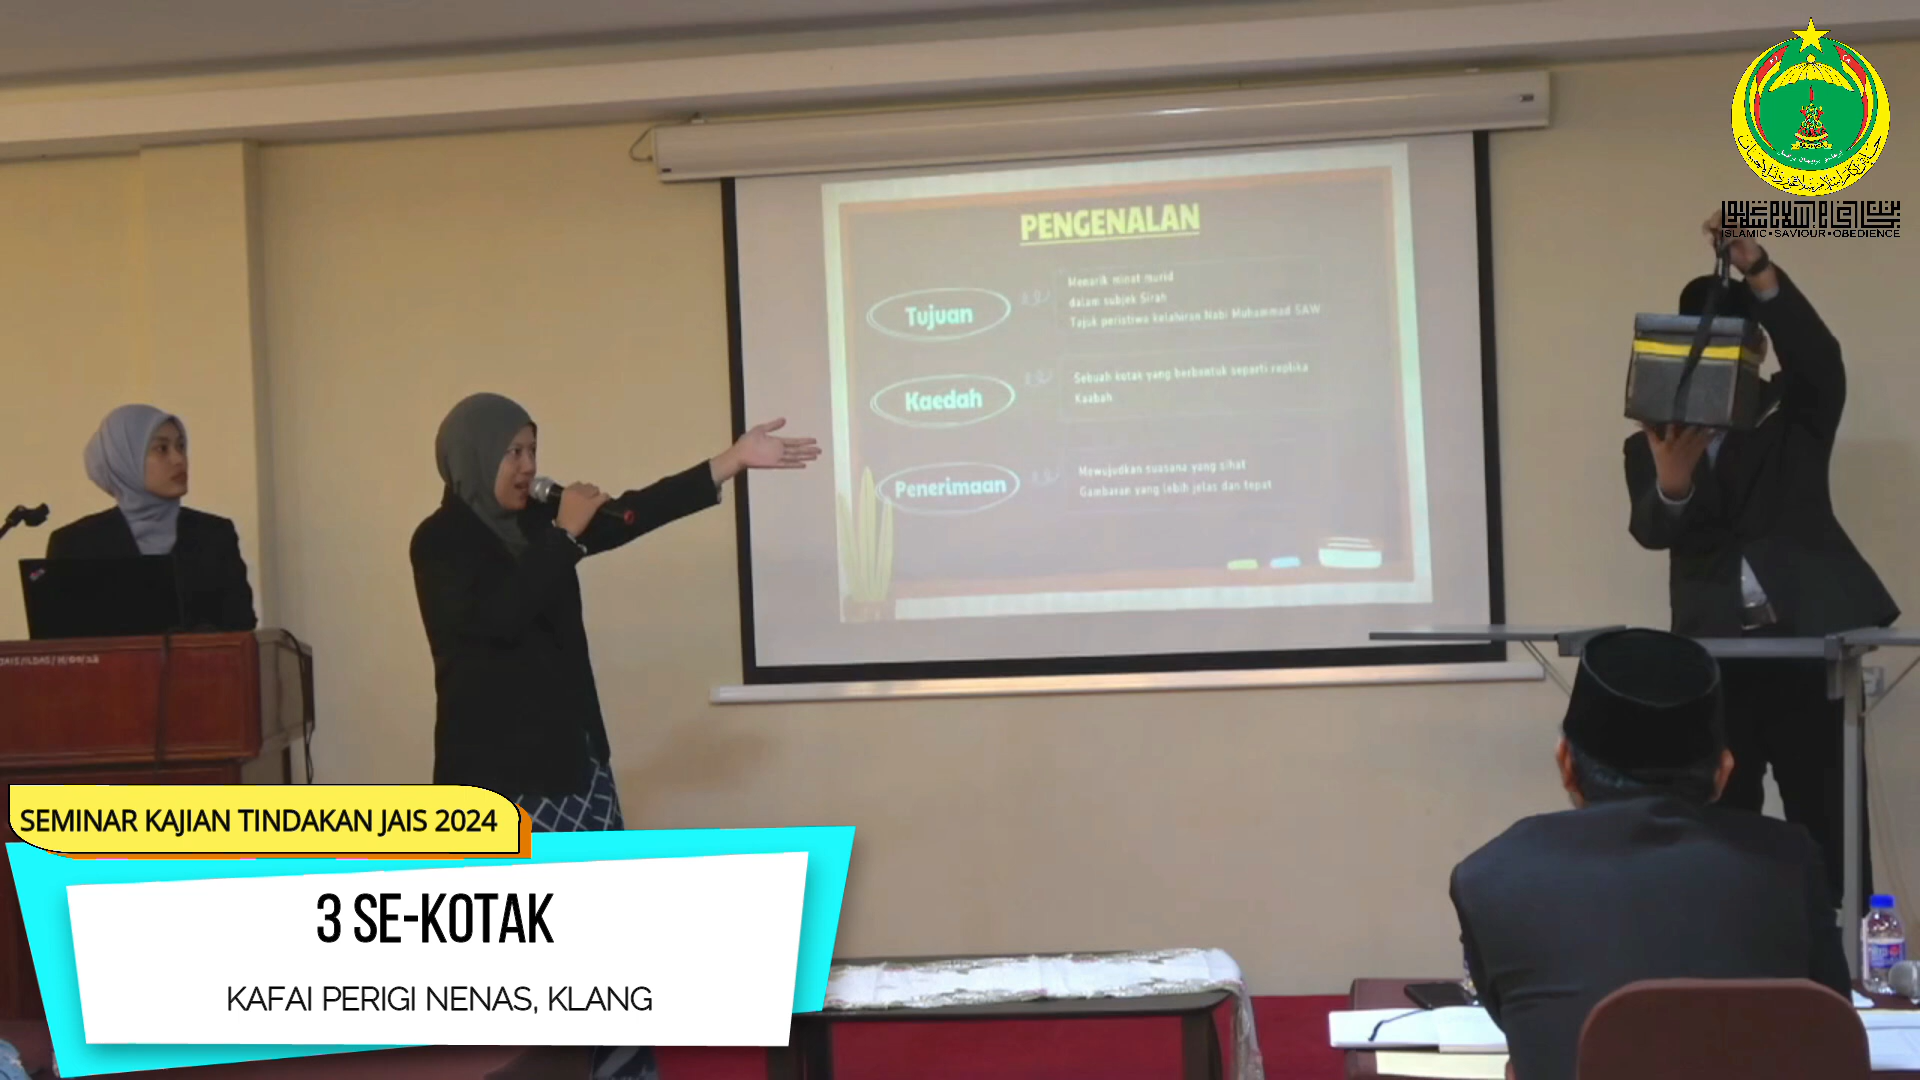 ISLAMIC • SAVIOUR • OBEDIENCE
PENGENALAN
Tujuan
Menarik minat murid
dalam subjek Sirah
Tajuk peristiwa kelahiran Nabi Muhammad SAW
Kaedah
Sebuah kotak yang berbentuk seperti replika
Kaabah
Penerimaan
Mewujudkan suasana yang sihat
Gambaran yang lebih jelas dan tepat
SEMINAR KAJIAN TINDAKAN JAIS 2024
3 SE-KOTAK
KAFAI PERIGI NENAS, KLANG